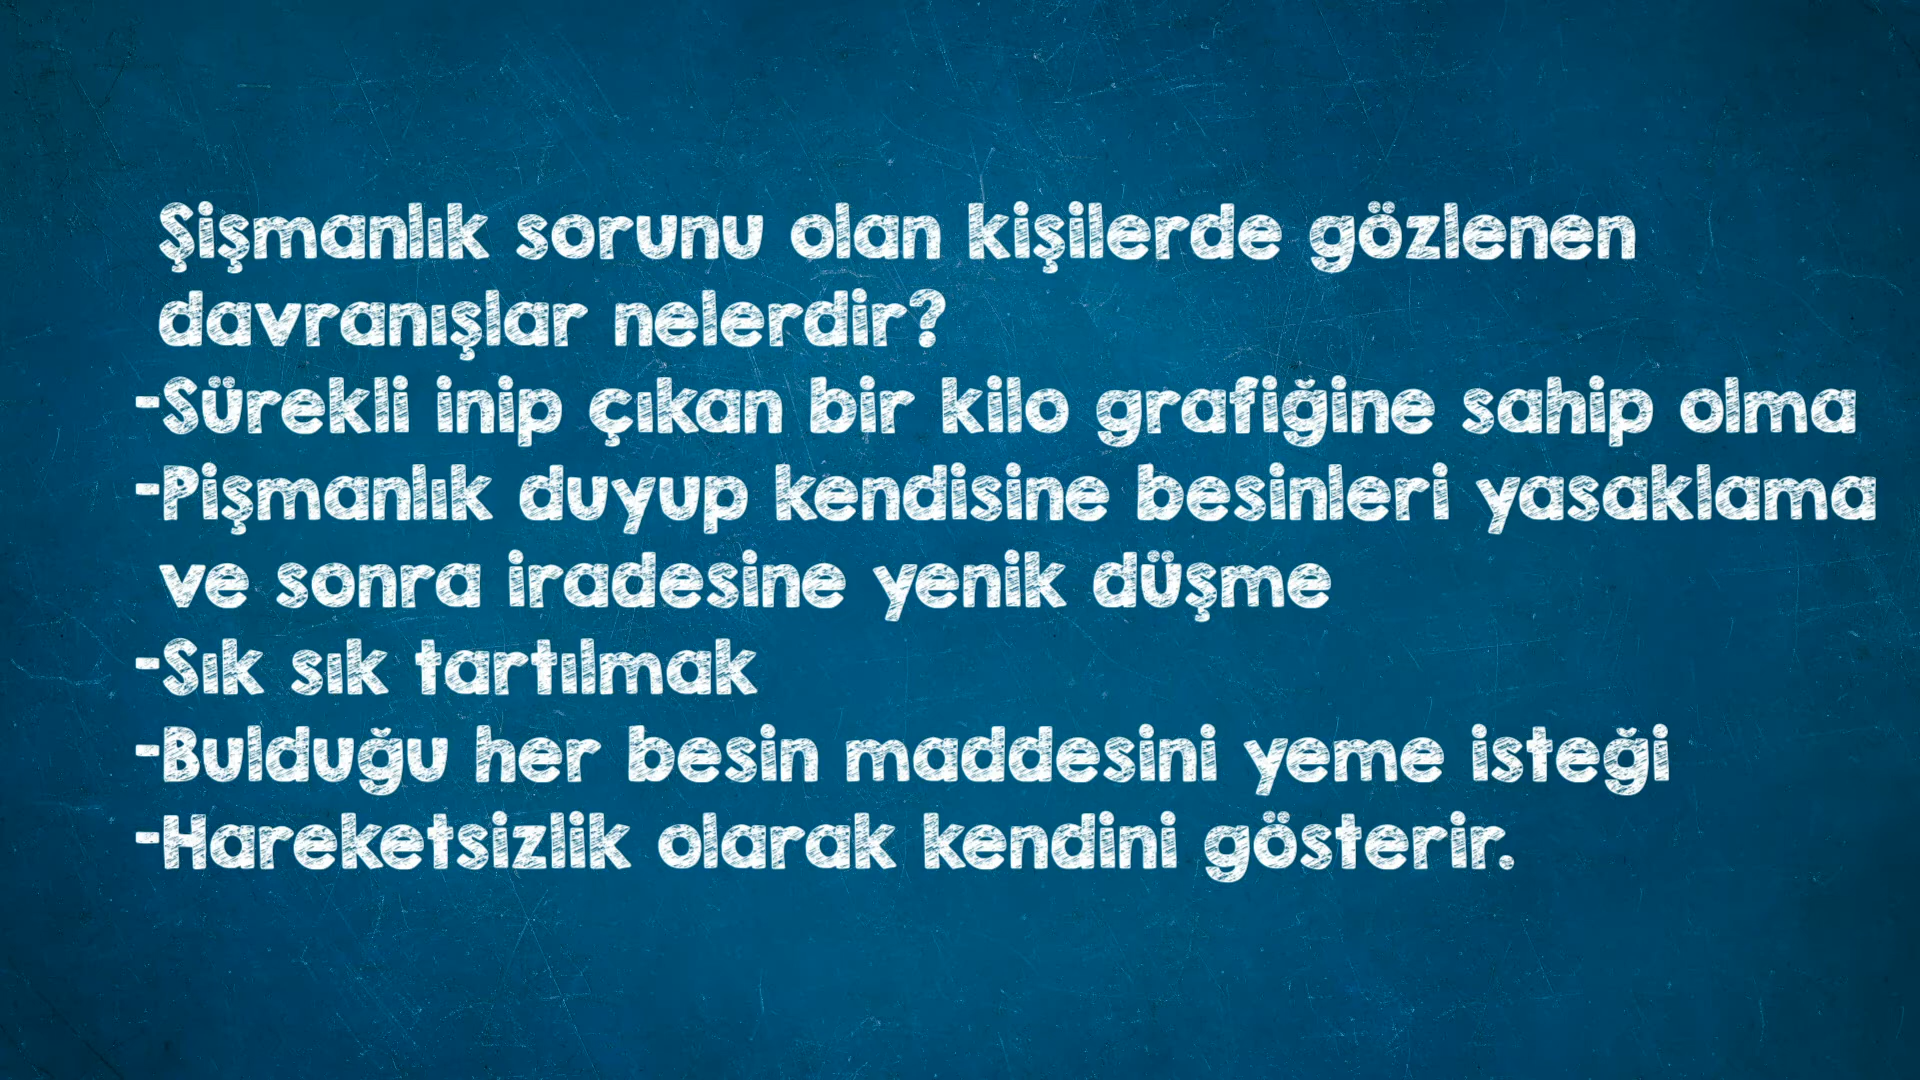 Şişmanlık sorunu olan kişilerde gözlenen
davranışlar nelerdir?
-Sürekli inip çıkan bir kilo grafiğine sahip olma
-Pişmanlık duyup kendisine besinleri yasaklama
ve sonra iradesine yenik düşme
-Sık sık tartılmak
-Bulduğu her besin maddesini yeme isteği
-Hareketsizlik olarak kendini gösterir.